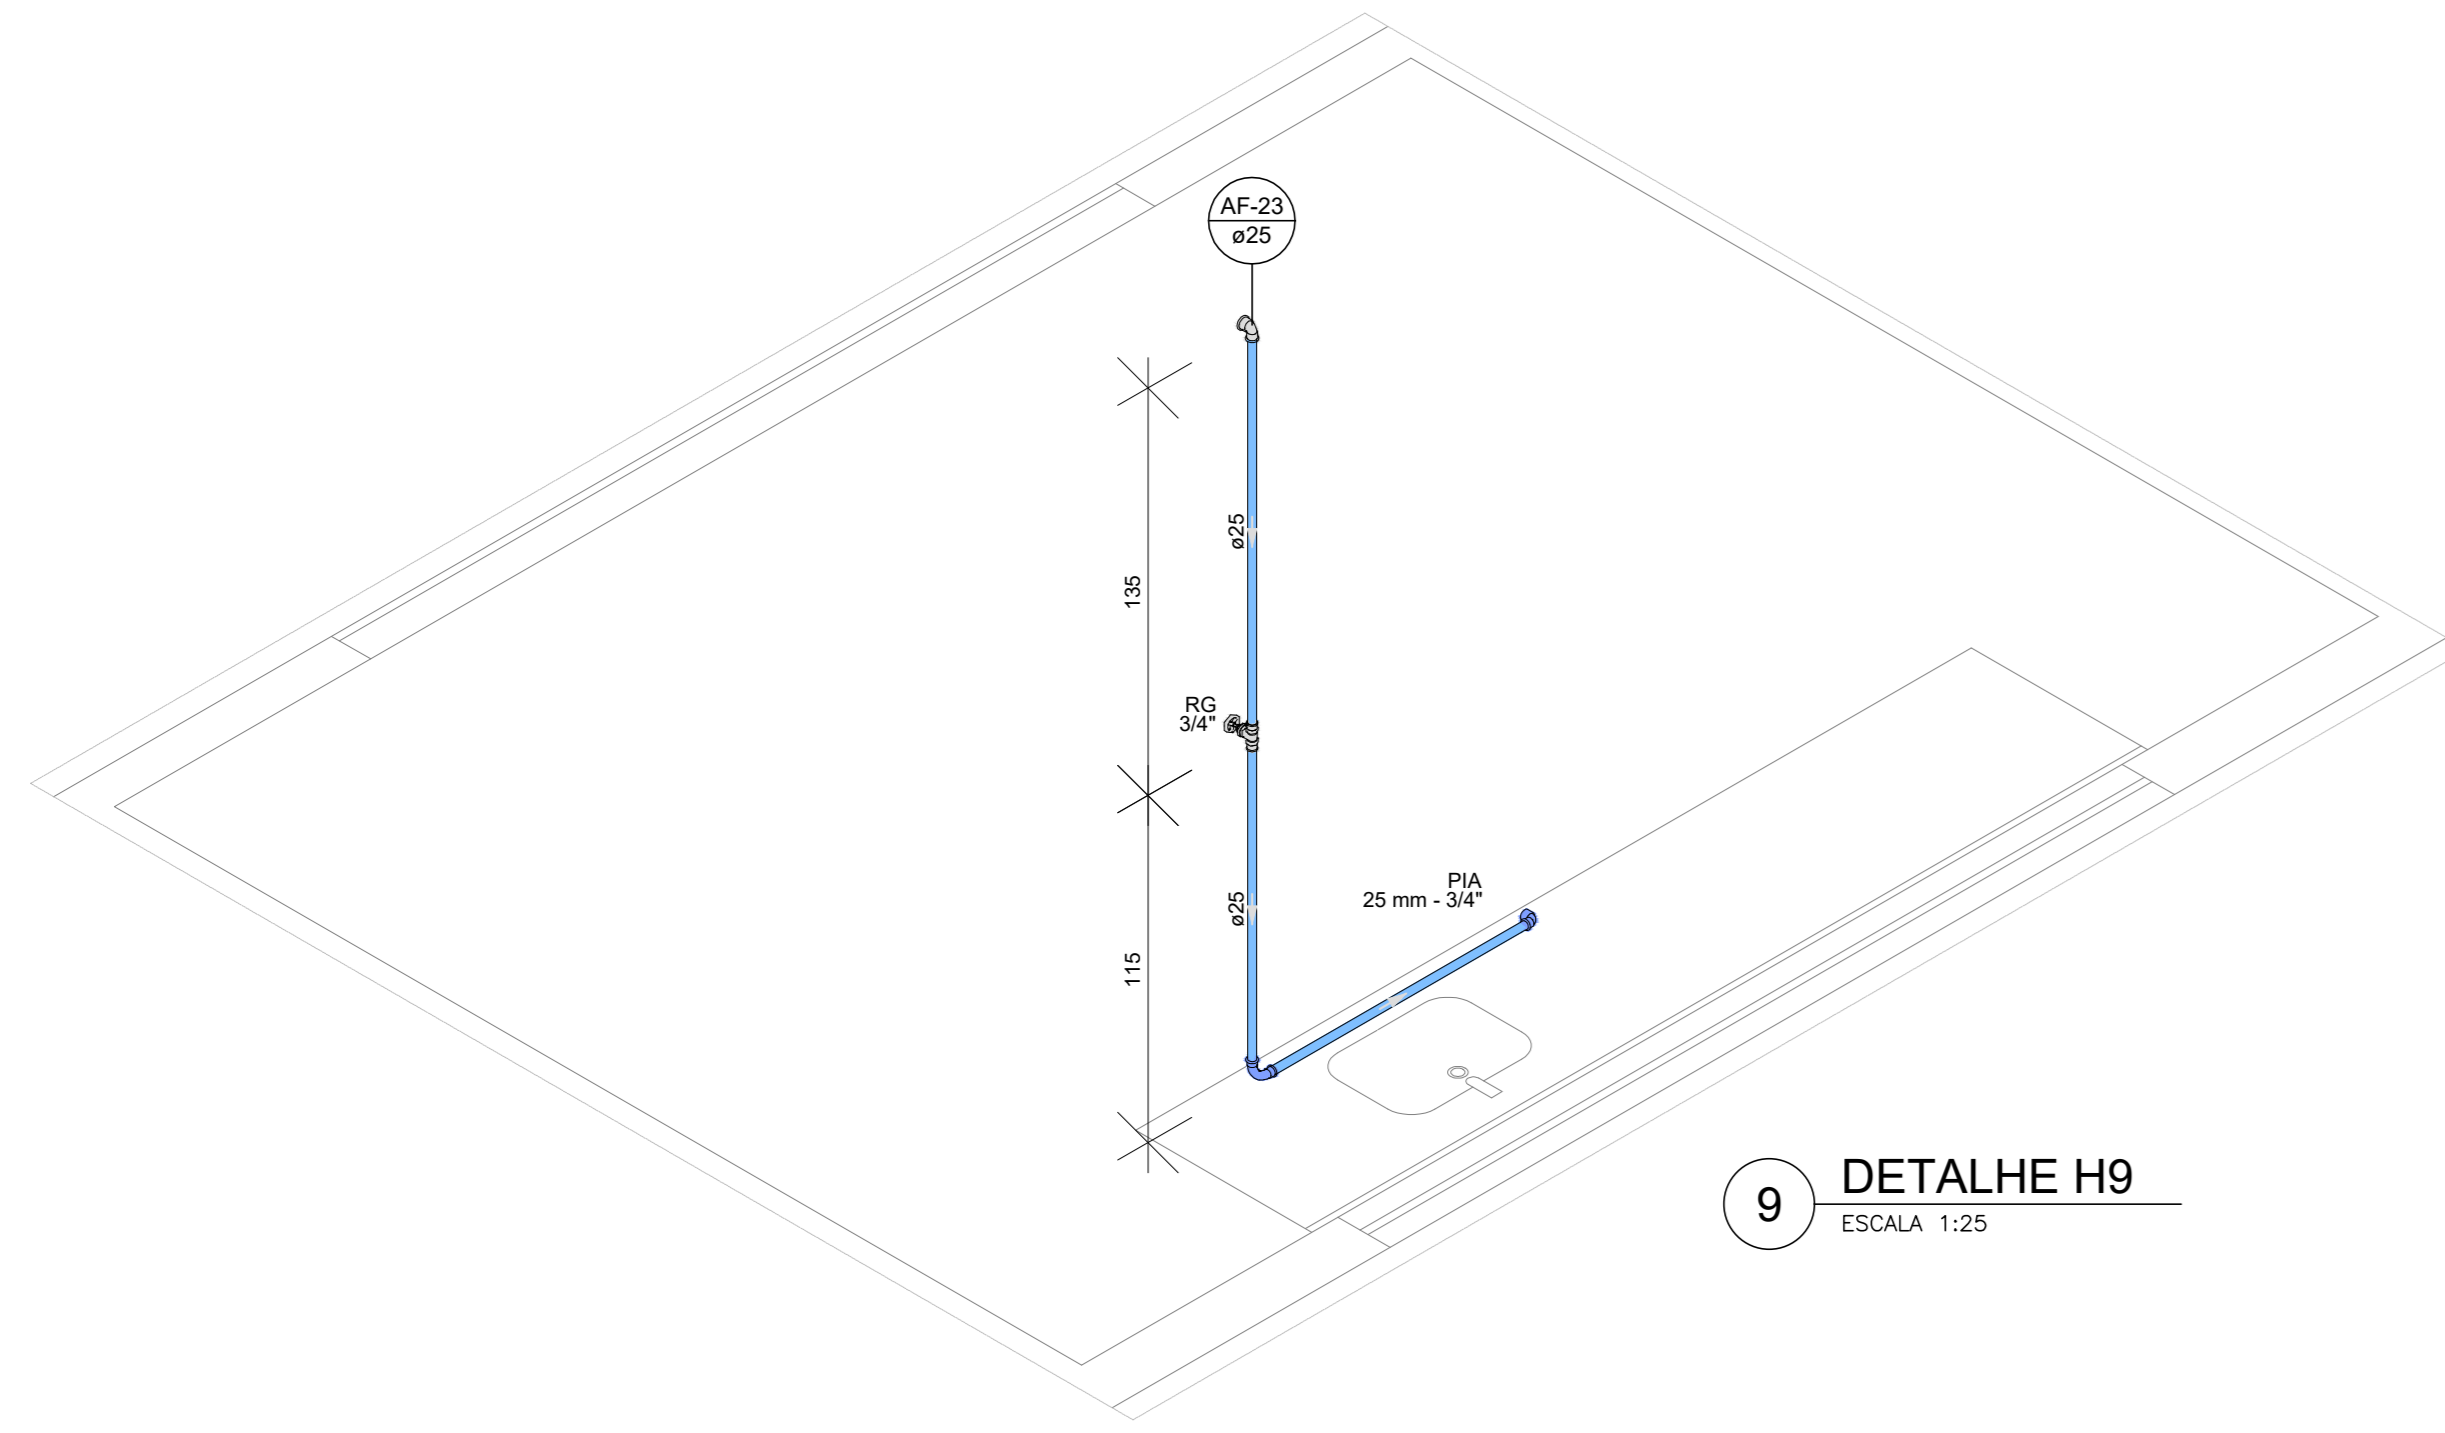 AF-23
ø25
ø25
135
RG
3/4"
PIA
25 mm - 3/4"
ø25
115
9
DETALHE H9
ESCALA 1:25